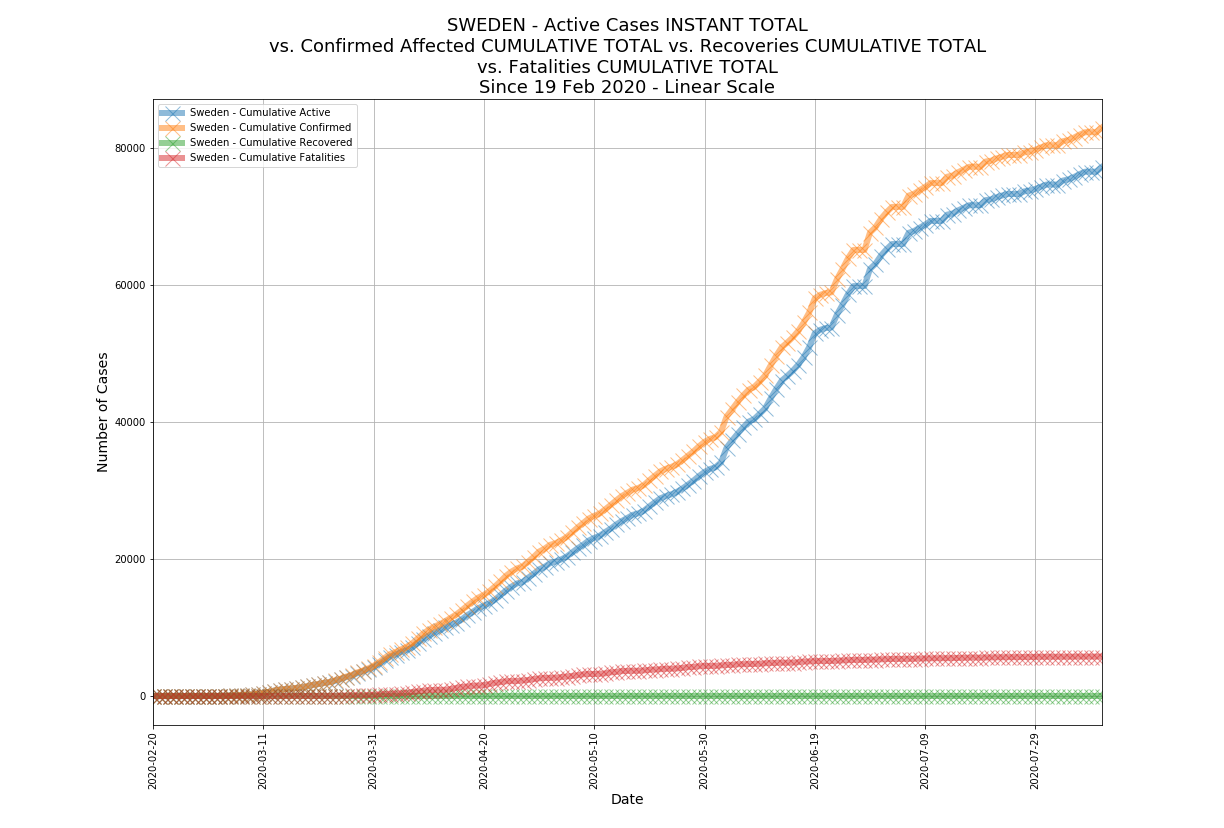 SWEDEN - Active Cases INSTANT TOTAL
vs. Confirmed Affected CUMULATIVE TOTAL vs. Recoveries CUMULATIVE TOTAL
vs. Fatalities CUMULATIVE TOTAL
Since 19 Feb 2020 - Linear Scale
Sweden - Cumulative Active
Sweden - Cumulative Confirmed
Sweden - Cumulative Recovered
Sweden - Cumulative Fatalities
80000
60000
40000
20000
0
Number of Cases
2020-02-20
2020-03-11
2020-03-31
2020-04-20
2020-05-10
2020-05-30
2020-06-19
2020-07-09
2020-07-29
Date